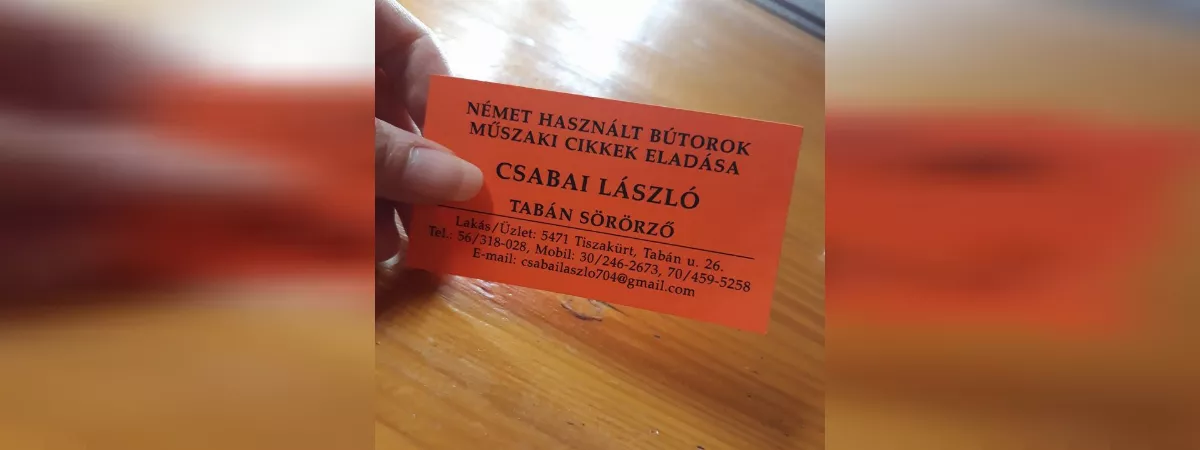 NÉMET HASZNÁLT BÚTOROK
MŰSZAKI CIKKEK ELADÁSA
CSABAI LÁSZLÓ
TABÁN SÖRÖRZŐ
Lakás/Üzlet: 5471 Tiszakürt, Tabán u. 26.
Tel.: 56/318-028, Mobil: 30/246-2673, 70/459-5258
E-mail: csabailaszlo704@gmail.com